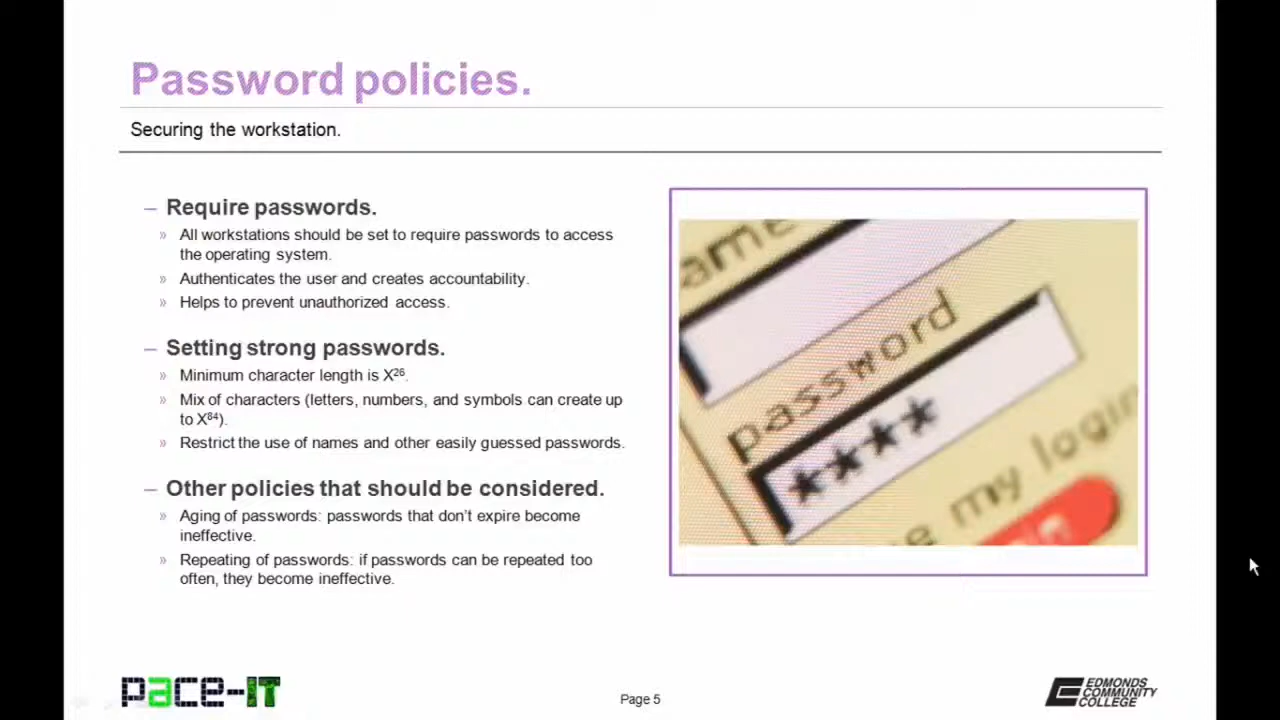 Password policies.
Securing the workstation.
– Require passwords.
» All workstations should be set to require passwords to access
the operating system.
» Authenticates the user and creates accountability.
» Helps to prevent unauthorized access.
– Setting strong passwords.
» Minimum character length is X²⁶.
» Mix of characters (letters, numbers, and symbols can create up
to X⁸⁴).
» Restrict the use of names and other easily guessed passwords.
– Other policies that should be considered.
» Aging of passwords: passwords that don’t expire become
ineffective.
» Repeating of passwords: if passwords can be repeated too
often, they become ineffective.
ame
password
****
my login
pace-IT
Page 5
EDMONDS
COMMUNITY
COLLEGE